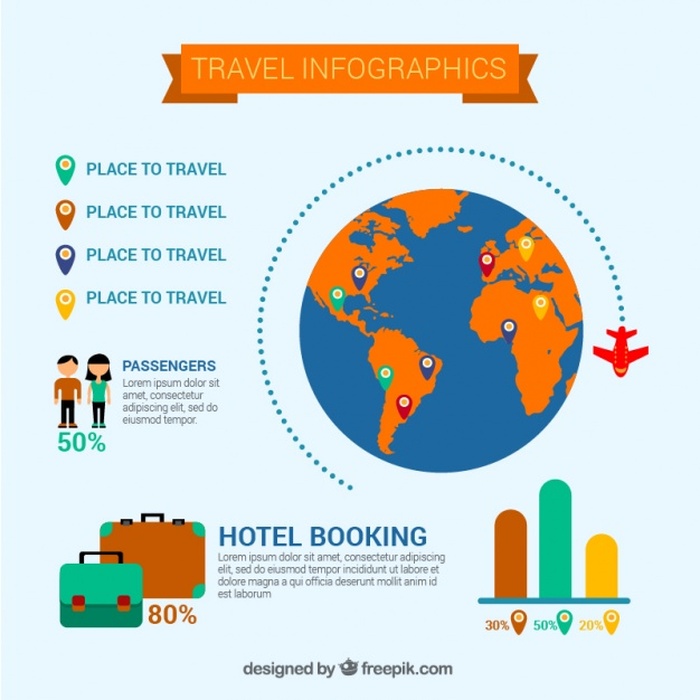 TRAVEL INFOGRAPHICS
PLACE TO TRAVEL
PLACE TO TRAVEL
PLACE TO TRAVEL
PLACE TO TRAVEL
PASSENGERS
Lorem ipsum dolor sit
amet, consectetur
adipiscing elit, sed do
eiusmod tempor.
50%
HOTEL BOOKING
Lorem ipsum dolor sit amet, consectetur adipiscing
elit, sed do eiusmod tempor incididunt ut labore et
dolore magna a qui officia deserunt mollit anim id
est laborum
80%
30% 50% 20%
designed by freepik.com